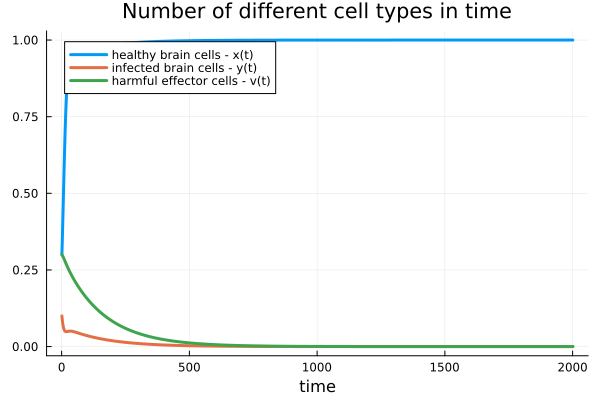 Number of different cell types in time
1.00
healthy brain cells - x(t)
infected brain cells - y(t)
harmful effector cells - v(t)
0.75
0.50
0.25
0.00
0 500 1000 1500 2000
time